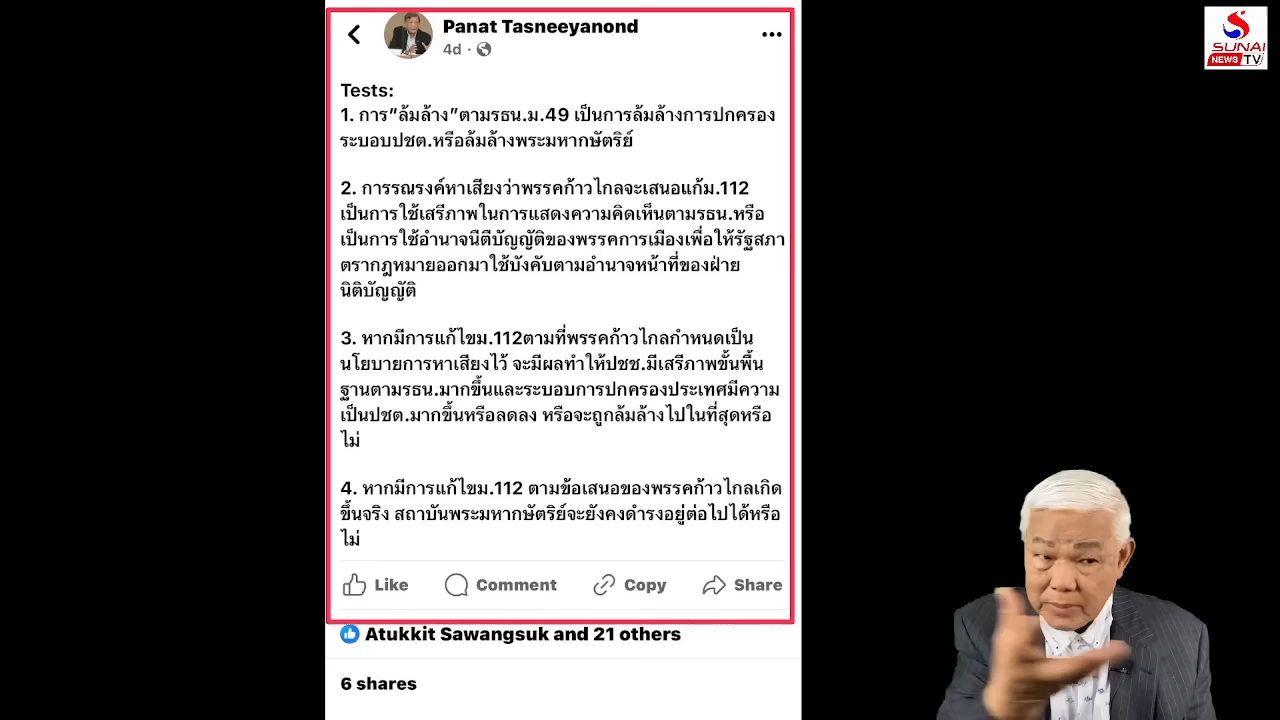 Panat Tasneeyanond
4d
SUNAI
NEWS TV
Tests:
1. การ”ล้มล้าง”ตามรธน.ม.49 เป็นการล้มล้างการปกครอง
ระบอบปชต.หรือล้มล้างพระมหากษัตริย์
2. การรณรงค์หาเสียงว่าพรรคก้าวไกลจะเสนอแก้ม.112
เป็นการใช้เสรีภาพในการแสดงความคิดเห็นตามรธน.หรือ
เป็นการใช้อำนาจนืตืบัญญัติของพรรคการเมืองเพื่อให้รัฐสภา
ตรากฎหมายออกมาใช้บังคับตามอำนาจหน้าที่ของฝ่าย
นิติบัญญัติ
3. หากมีการแก้ไขม.112ตามที่พรรคก้าวไกลกำหนดเป็น
นโยบายการหาเสียงไว้ จะมีผลทำให้ปชช.มีเสรีภาพขั้นพื้น
ฐานตามรธน.มากขึ้นและระบอบการปกครองประเทศมีความ
เป็นปชต.มากขึ้นหรือลดลง หรือจะถูกล้มล้างไปในที่สุดหรือ
ไม่
4. หากมีการแก้ไขม.112 ตามข้อเสนอของพรรคก้าวไกลเกิด
ขึ้นจริง สถาบันพระมหากษัตริย์จะยังคงดำรงอยู่ต่อไปได้หรือ
ไม่
Like Comment Copy Share
Atukkit Sawangsuk and 21 others
6 shares